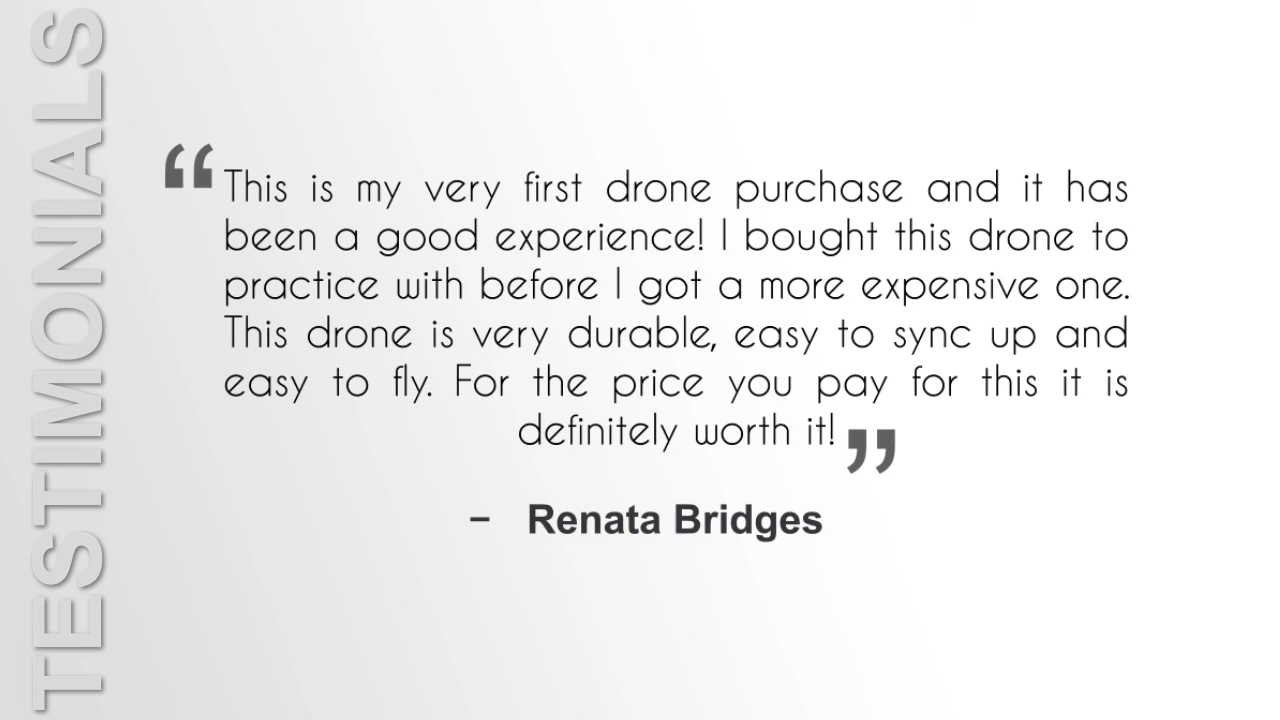 TESTIMONIALS
“This is my very first drone purchase and it has
been a good experience! I bought this drone to
practice with before I got a more expensive one.
This drone is very durable, easy to sync up and
easy to fly. For the price you pay for this it is
definitely worth it!”
– Renata Bridges